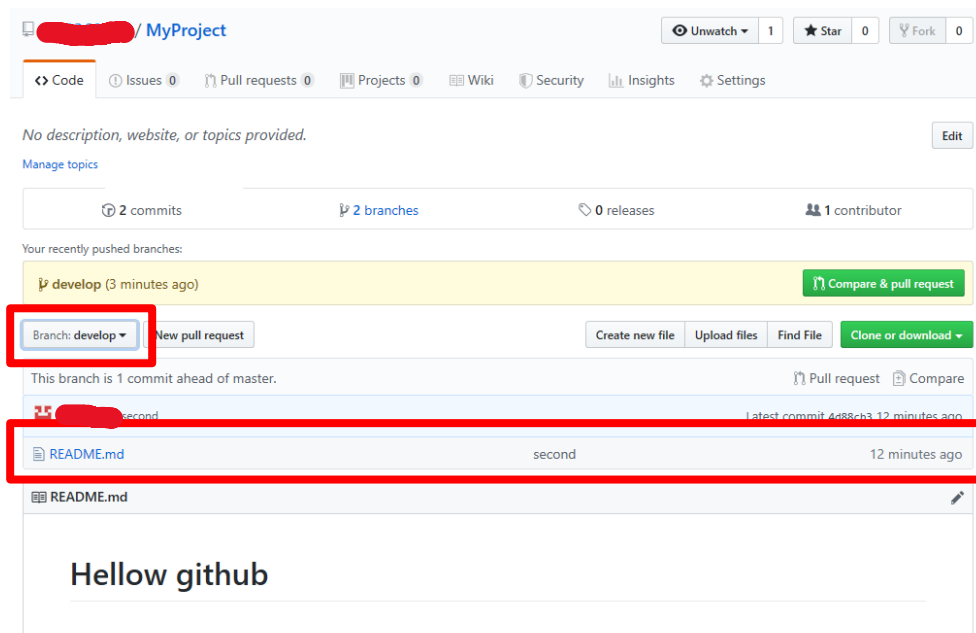 / MyProject
Unwatch 1 Star 0 Fork 0
Code Issues 0 Pull requests 0 Projects 0 Wiki Security Insights Settings
No description, website, or topics provided. Edit
Manage topics
2 commits 2 branches 0 releases 1 contributor
Your recently pushed branches:
develop (3 minutes ago) Compare & pull request
Branch: develop New pull request Create new file Upload files Find File Clone or download
This branch is 1 commit ahead of master. Pull request Compare
second Latest commit 4d88cb3 12 minutes ago
README.md second 12 minutes ago
README.md
Hellow github